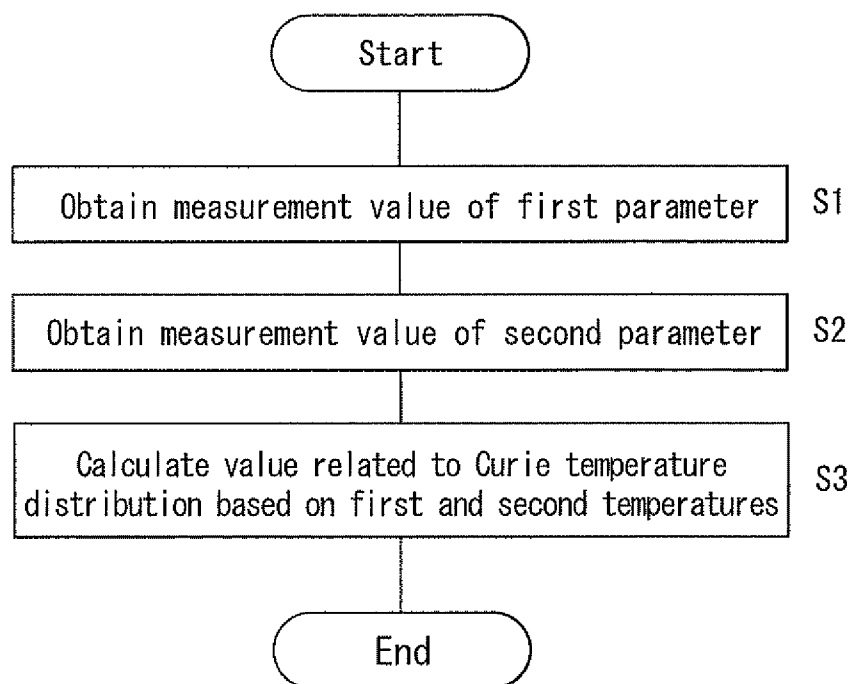 Start
Obtain measurement value of first parameter
S1
Obtain measurement value of second parameter
S2
Calculate value related to Curie temperature
distribution based on first and second temperatures
S3
End